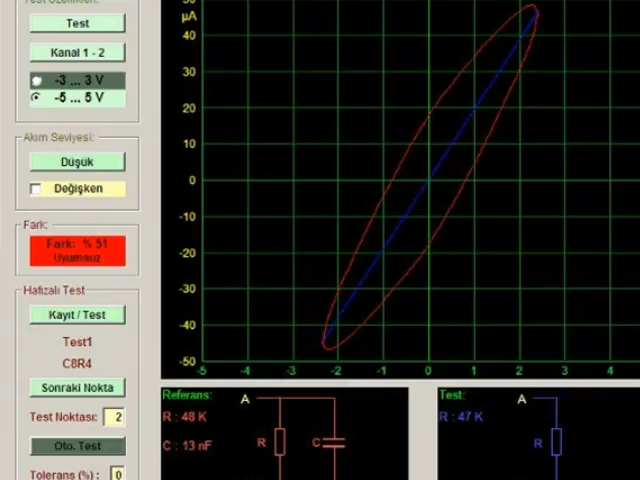 Test Özellikleri:
Test
Kanal 1 - 2
-3 ... 3 V
-5 ... 5 V
Akım Seviyesi:
Düşük
Değişken
Fark:
Fark: % 51
Uyumsuz
Hafızalı Test
Kayıt / Test
Test1
C8R4
Sonraki Nokta
Test Noktası: 2
Oto. Test
Tolerans (%) : 0
50
µA
40
30
20
10
0
-10
-20
-30
-40
-50
-5 -4 -3 -2 -1 0 1 2 3 4
Referans:
A
R : 48 K
R
C
C : 13 nF
Test:
A
R : 47 K
R